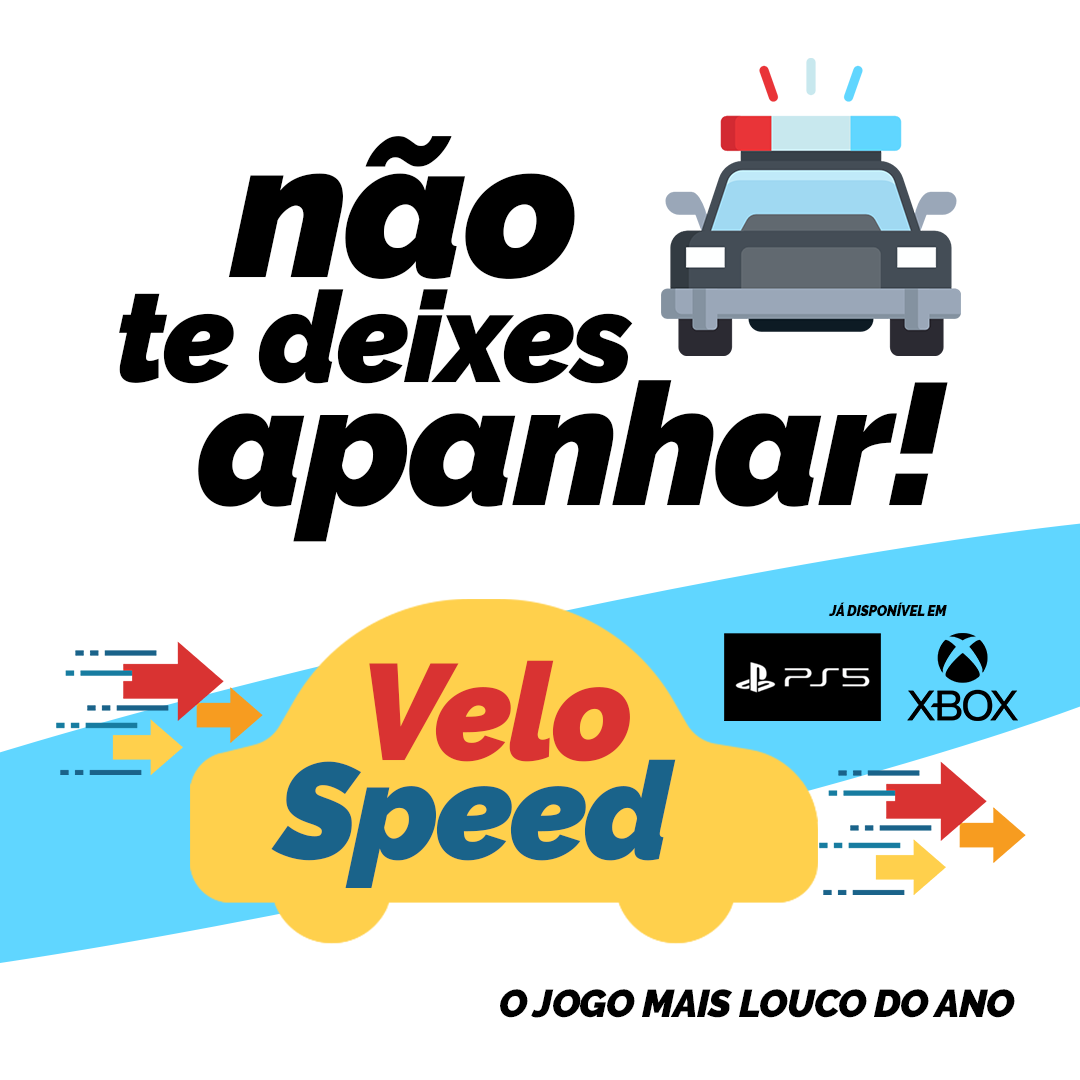 não
te deixes
apanhar!
JÁ DISPONÍVEL EM
PS5
XBOX
Velo
Speed
O JOGO MAIS LOUCO DO ANO